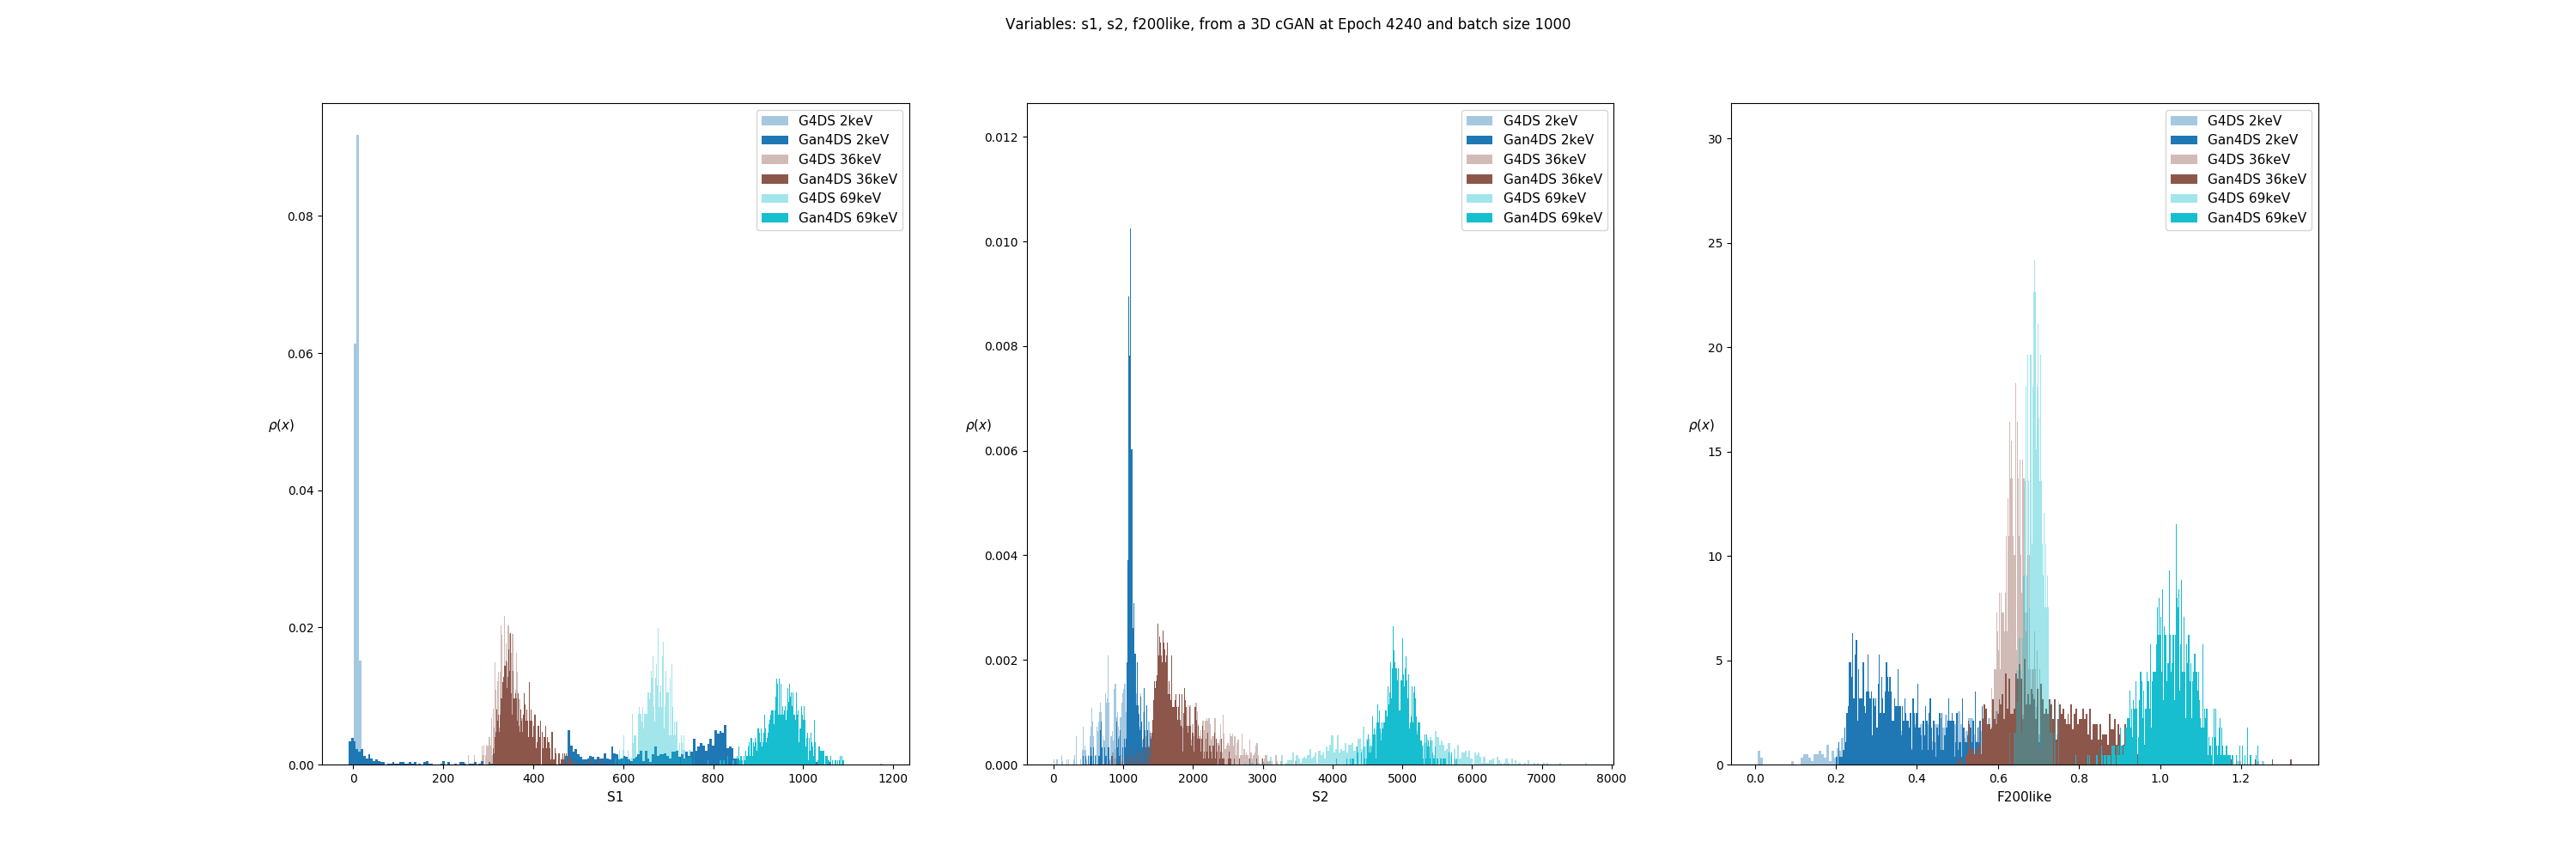 Variables: s1, s2, f200like, from a 3D cGAN at Epoch 4240 and batch size 1000
G4DS 2keV
Gan4DS 2keV
G4DS 36keV
Gan4DS 36keV
G4DS 69keV
Gan4DS 69keV
0.08
0.06
ρ(x)
0.04
0.02
0.00
0 200 400 600 800 1000 1200
S1
G4DS 2keV
Gan4DS 2keV
G4DS 36keV
Gan4DS 36keV
G4DS 69keV
Gan4DS 69keV
0.012
0.010
0.008
0.006
ρ(x)
0.004
0.002
0.000
0 1000 2000 3000 4000 5000 6000 7000 8000
S2
G4DS 2keV
Gan4DS 2keV
G4DS 36keV
Gan4DS 36keV
G4DS 69keV
Gan4DS 69keV
30
25
20
ρ(x)
15
10
5
0
0.0 0.2 0.4 0.6 0.8 1.0 1.2
F200like